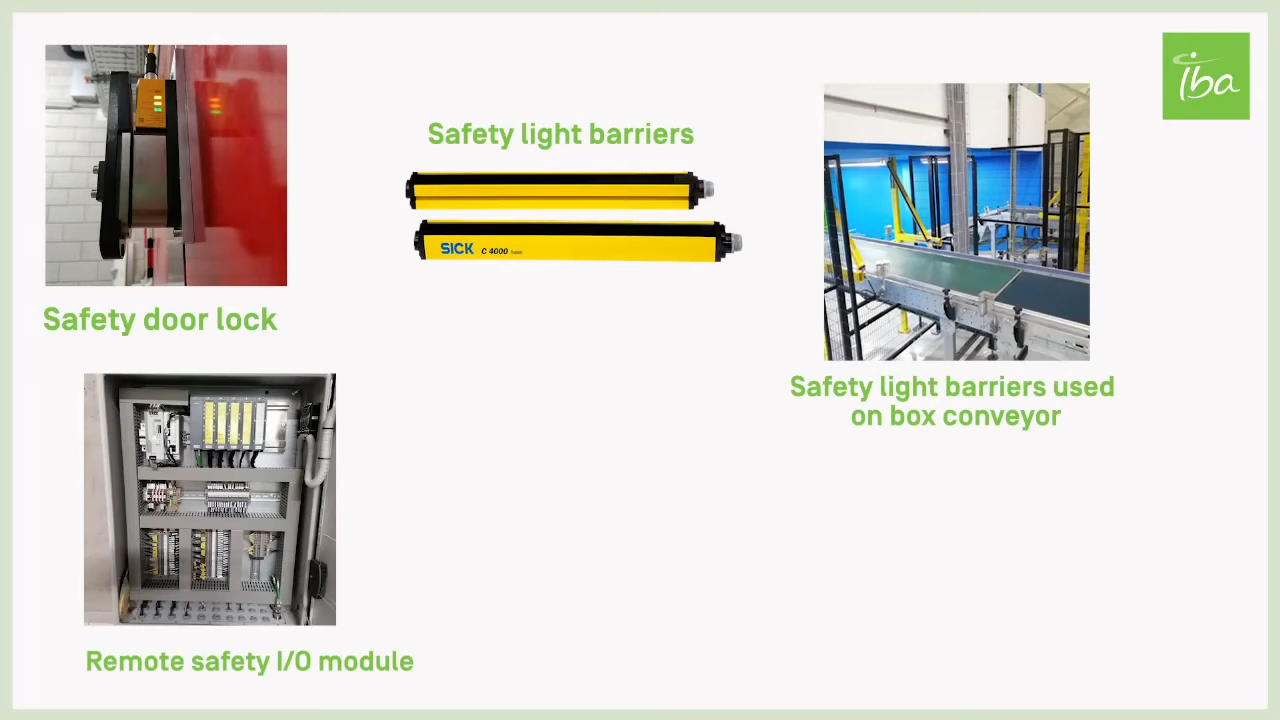 iba
Safety light barriers
SICK C 4000
Safety door lock
Safety light barriers used
on box conveyor
Remote safety I/O module